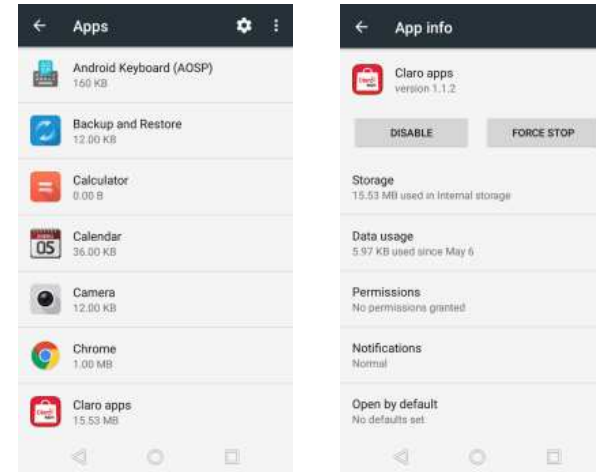 Apps
Android Keyboard (AOSP)
160 KB
Backup and Restore
12.00 KB
Calculator
0.00 B
05
Calendar
36.00 KB
Camera
12.00 KB
Chrome
1.00 MB
Claro apps
15.53 MB
App info
Claro apps
version 1.1.2
DISABLE
FORCE STOP
Storage
15.53 MB used in Internal storage
Data usage
5.97 KB used since May 6
Permissions
No permissions granted
Notifications
Normal
Open by default
No defaults set